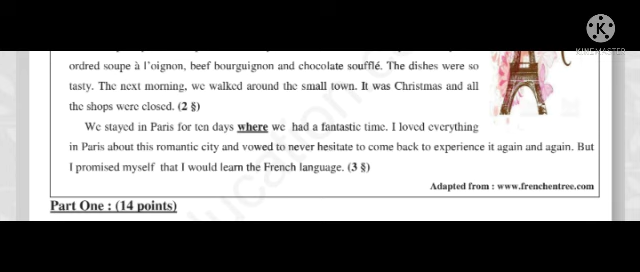 KINEMASTER
ordred soupe à l'oignon, beef bourguignon and chocolate soufflé. The dishes were so
tasty. The next morning, we walked around the small town. It was Christmas and all
the shops were closed. (2 §)
We stayed in Paris for ten days where we had a fantastic time. I loved everything
in Paris about this romantic city and vowed to never hesitate to come back to experience it again and again. But
I promised myself that I would learn the French language. (3 §)
Adapted from : www.frenchentree.com
Part One : (14 points)